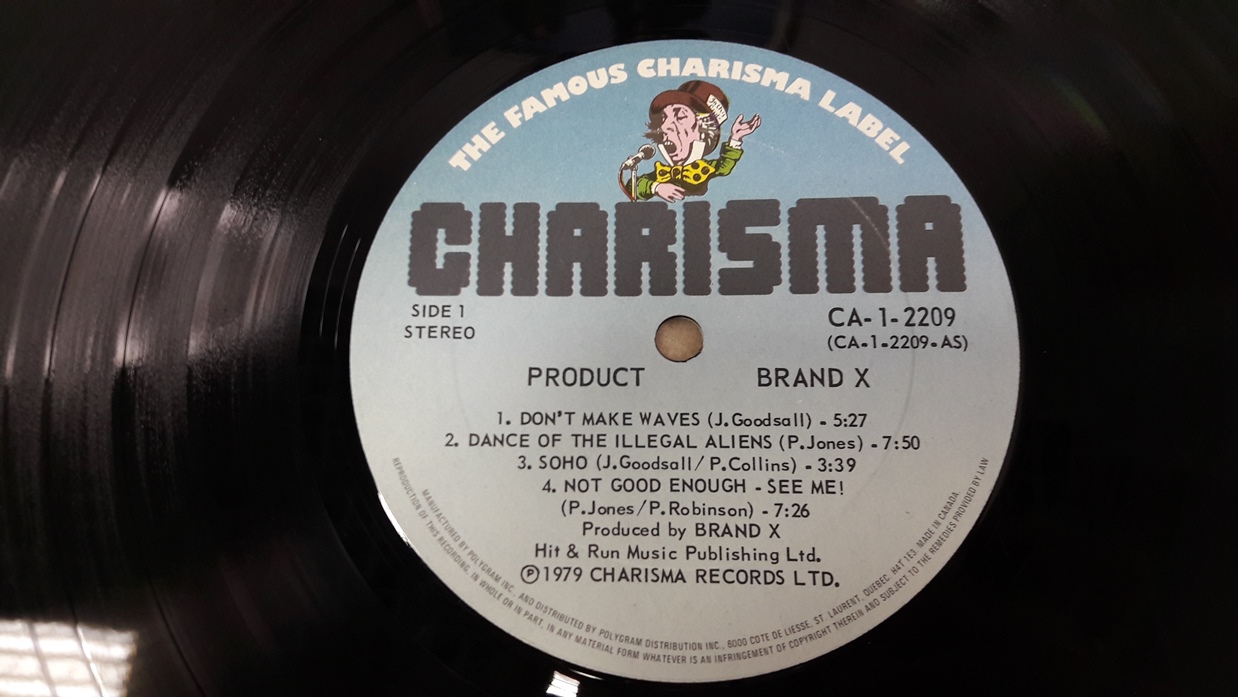 THE FAMOUS CHARISMA LABEL
CHARISMA
SIDE 1
STEREO
CA-1-2209
(CA-1-2209-AS)
PRODUCT BRAND X
1. DON'T MAKE WAVES (J.Goodsall) - 5:27
2. DANCE OF THE ILLEGAL ALIENS (P.Jones) - 7:50
3. SOHO (J.Goodsall/P.Collins) - 3:39
4. NOT GOOD ENOUGH - SEE ME!
(P.Jones/P.Robinson) - 7:26
Produced by BRAND X
Hit & Run Music Publishing Ltd.
Ⓟ1979 CHARISMA RECORDS LTD.
MANUFACTURED BY POLYGRAM INC., AND DISTRIBUTED BY POLYGRAM DISTRIBUTION INC., 6000 COTE DE LIESSE, ST. LAURENT, QUEBEC, H4T 1E3. MADE IN CANADA.
REPRODUCTION OF THIS RECORDING, IN WHOLE OR IN PART, IN ANY MATERIAL FORM WHATEVER IS AN INFRINGEMENT OF COPYRIGHT THEREIN AND SUBJECT TO THE REMEDIES PROVIDED BY LAW